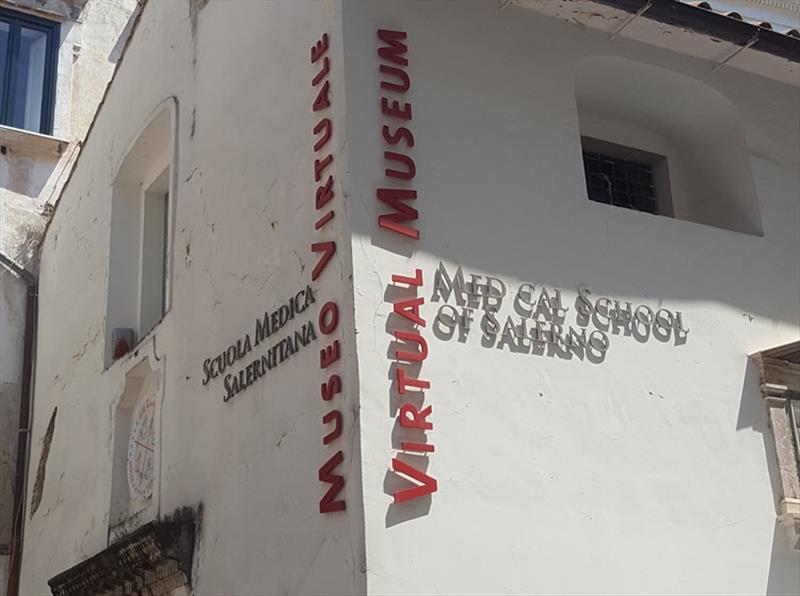 MUSEO VIRTUALE
SCUOLA MEDICA
SALERNITANA
VIRTUAL MUSEUM
MED CAL SCHOOL
OF SALERNO